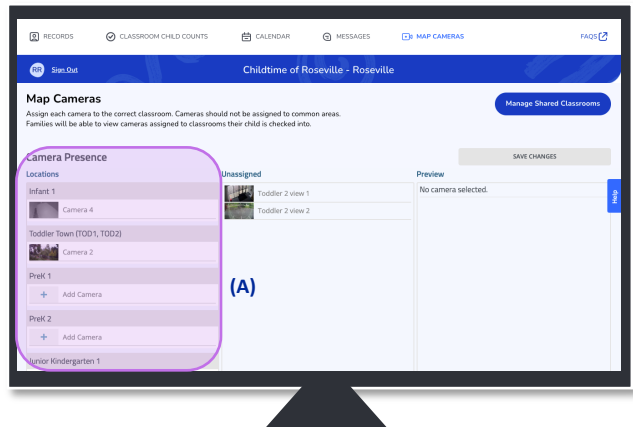 RECORDS CLASSROOM CHILD COUNTS CALENDAR MESSAGES MAP CAMERAS FAQS
RR Sign Out Childtime of Roseville - Roseville
Map Cameras
Manage Shared Classrooms
Assign each camera to the correct classroom. Cameras should not be assigned to common areas.
Families will be able to view cameras assigned to classrooms their child is checked into.
Camera Presence
SAVE CHANGES
Locations Unassigned Preview
Infant 1
Camera 4
Toddler Town (TOD1, TOD2)
Camera 2
PreK 1
+ Add Camera
PreK 2
+ Add Camera
Junior Kindergarten 1
Toddler 2 view 1
Toddler 2 view 2
(A)
No camera selected.
Help